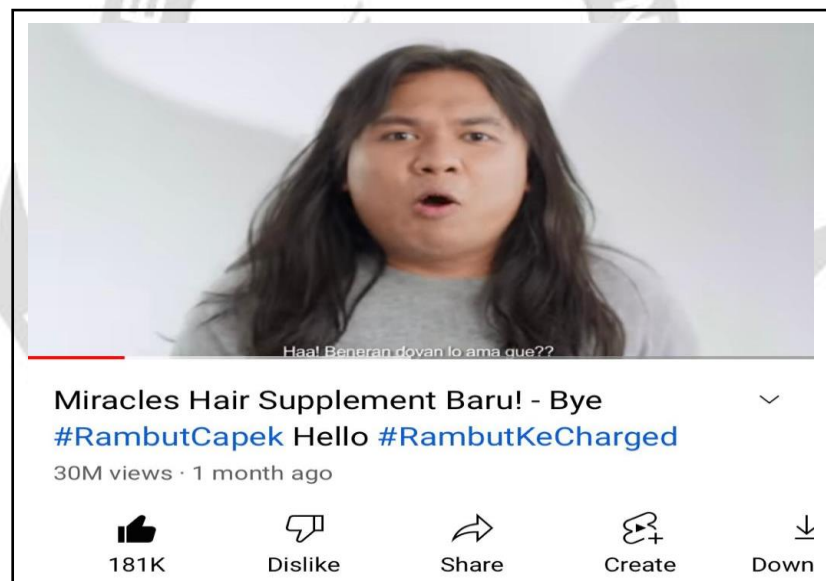 Haa! Beneran doyan lo ama gue??
Miracles Hair Supplement Baru! - Bye
#RambutCapek Hello #RambutKeCharged
30M views · 1 month ago
181K Dislike Share Create Down